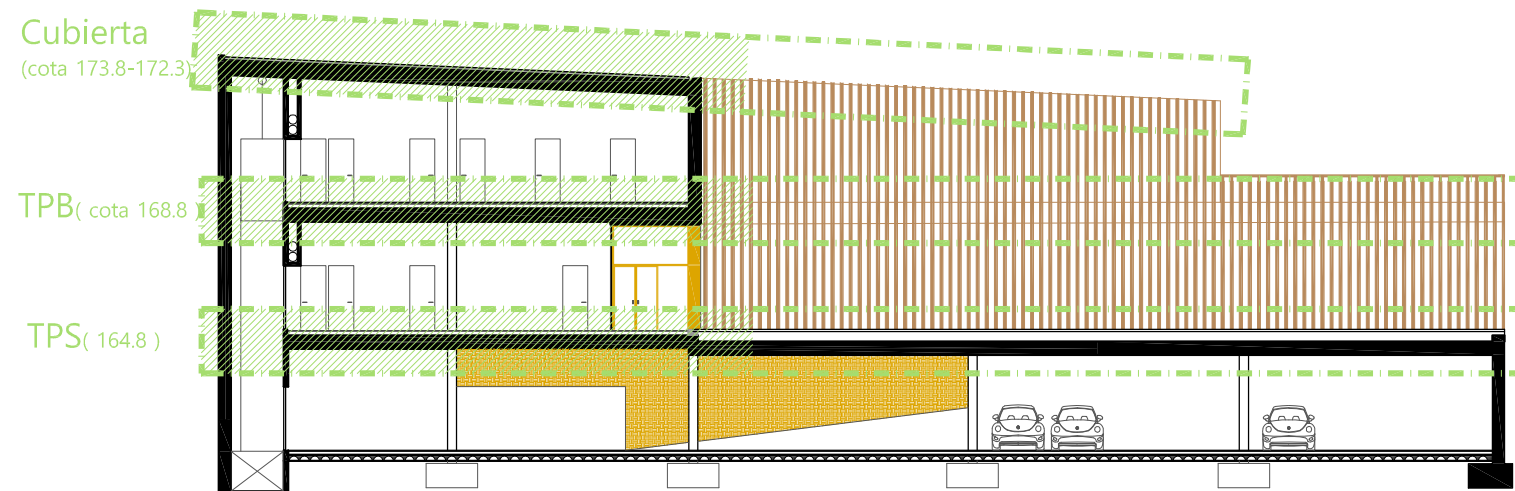 Cubierta
(cota 173.8-172.3)
TPB( cota 168.8 )
TPS( 164.8 )